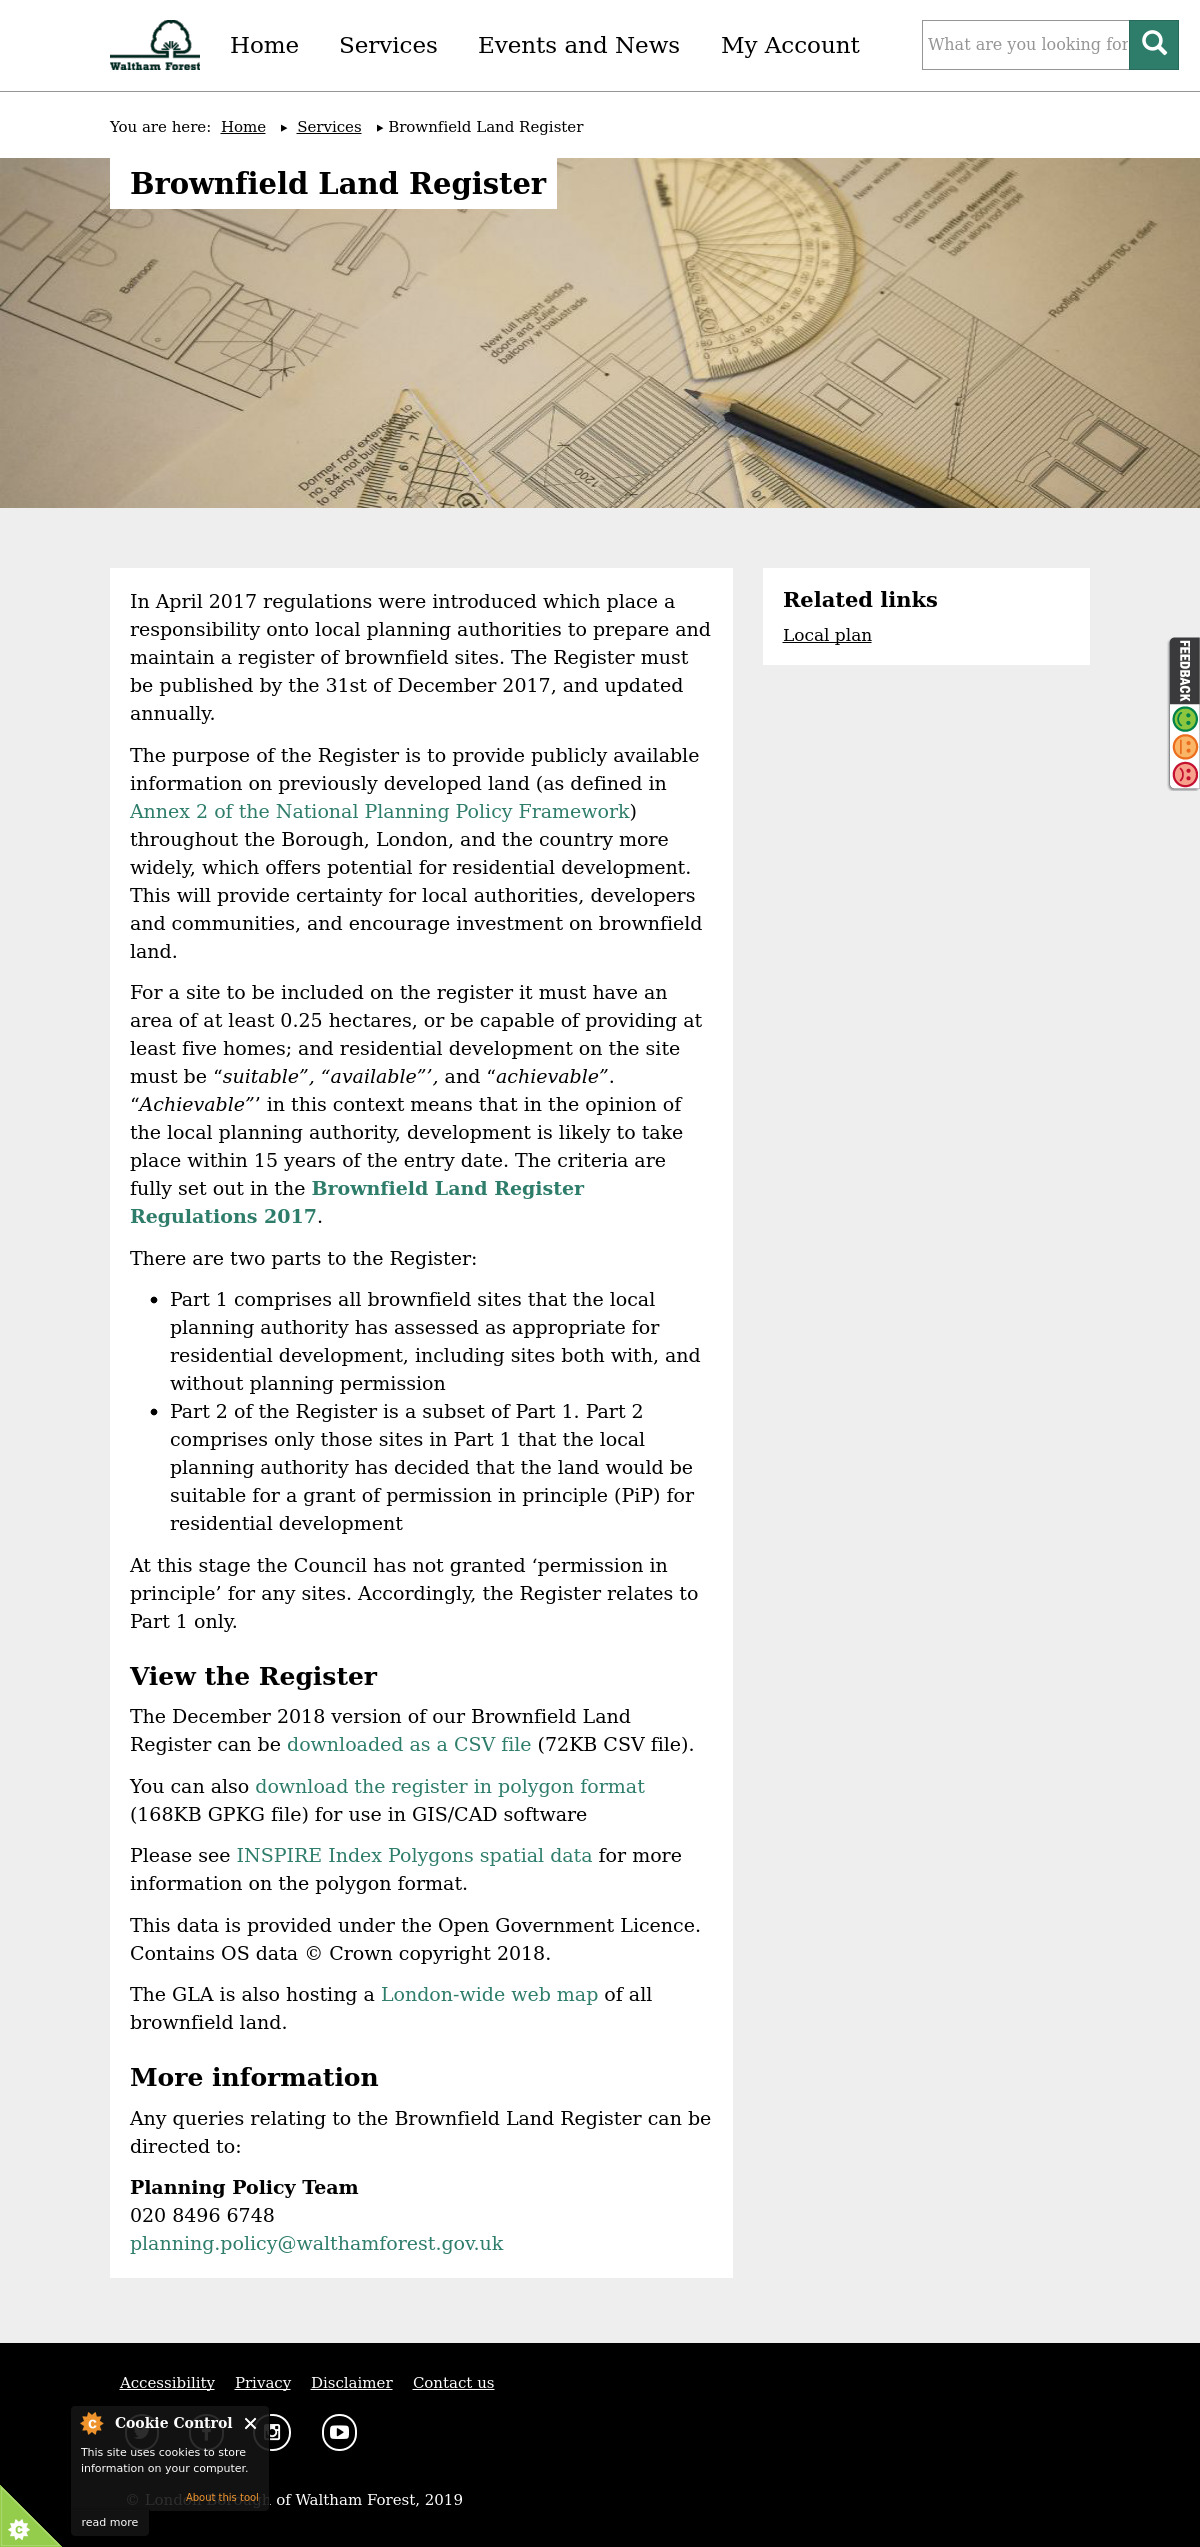 Waltham Forest
Home Services Events and News My Account
What are you looking for
You are here: Home Services Brownfield Land Register
Brownfield Land Register
Bathroom
New full height sliding
doors and Juliet
balcony w balustrade
Dormer roof extension to
no. 84: not built full width
to party wall
Permitted development:
minimum 200mm step
back along roof slope
Rooflight. Location TBC w client
1200
In April 2017 regulations were introduced which place a
responsibility onto local planning authorities to prepare and
maintain a register of brownfield sites. The Register must
be published by the 31st of December 2017, and updated
annually.
The purpose of the Register is to provide publicly available
information on previously developed land (as defined in
Annex 2 of the National Planning Policy Framework)
throughout the Borough, London, and the country more
widely, which offers potential for residential development.
This will provide certainty for local authorities, developers
and communities, and encourage investment on brownfield
land.
For a site to be included on the register it must have an
area of at least 0.25 hectares, or be capable of providing at
least five homes; and residential development on the site
must be “suitable”, “available”’, and “achievable”.
“Achievable”’ in this context means that in the opinion of
the local planning authority, development is likely to take
place within 15 years of the entry date. The criteria are
fully set out in the Brownfield Land Register
Regulations 2017.
There are two parts to the Register:
• Part 1 comprises all brownfield sites that the local
planning authority has assessed as appropriate for
residential development, including sites both with, and
without planning permission
• Part 2 of the Register is a subset of Part 1. Part 2
comprises only those sites in Part 1 that the local
planning authority has decided that the land would be
suitable for a grant of permission in principle (PiP) for
residential development
At this stage the Council has not granted ‘permission in
principle’ for any sites. Accordingly, the Register relates to
Part 1 only.
View the Register
The December 2018 version of our Brownfield Land
Register can be downloaded as a CSV file (72KB CSV file).
You can also download the register in polygon format
(168KB GPKG file) for use in GIS/CAD software
Please see INSPIRE Index Polygons spatial data for more
information on the polygon format.
This data is provided under the Open Government Licence.
Contains OS data © Crown copyright 2018.
The GLA is also hosting a London-wide web map of all
brownfield land.
More information
Any queries relating to the Brownfield Land Register can be
directed to:
Planning Policy Team
020 8496 6748
planning.policy@walthamforest.gov.uk
Related links
Local plan
FEEDBACK
Accessibility Privacy Disclaimer Contact us
Cookie Control
This site uses cookies to store
information on your computer.
About this tool
read more
© London Borough of Waltham Forest, 2019